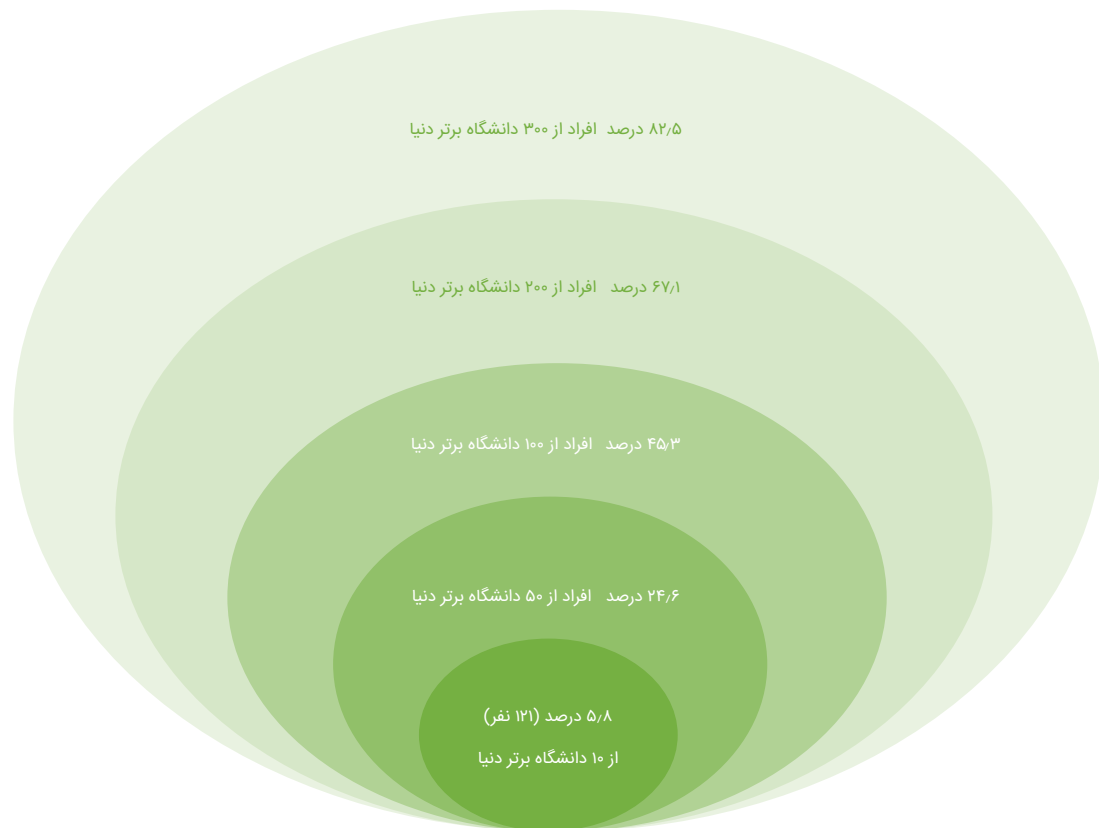 ۸۲٫۵ درصد افراد از ۳۰۰ دانشگاه برتر دنیا
۶۷٫۱ درصد افراد از ۲۰۰ دانشگاه برتر دنیا
۴۵٫۳ درصد افراد از ۱۰۰ دانشگاه برتر دنیا
۲۴٫۶ درصد افراد از ۵۰ دانشگاه برتر دنیا
۵٫۸ درصد (۱۲۱ نفر)
از ۱۰ دانشگاه برتر دنیا